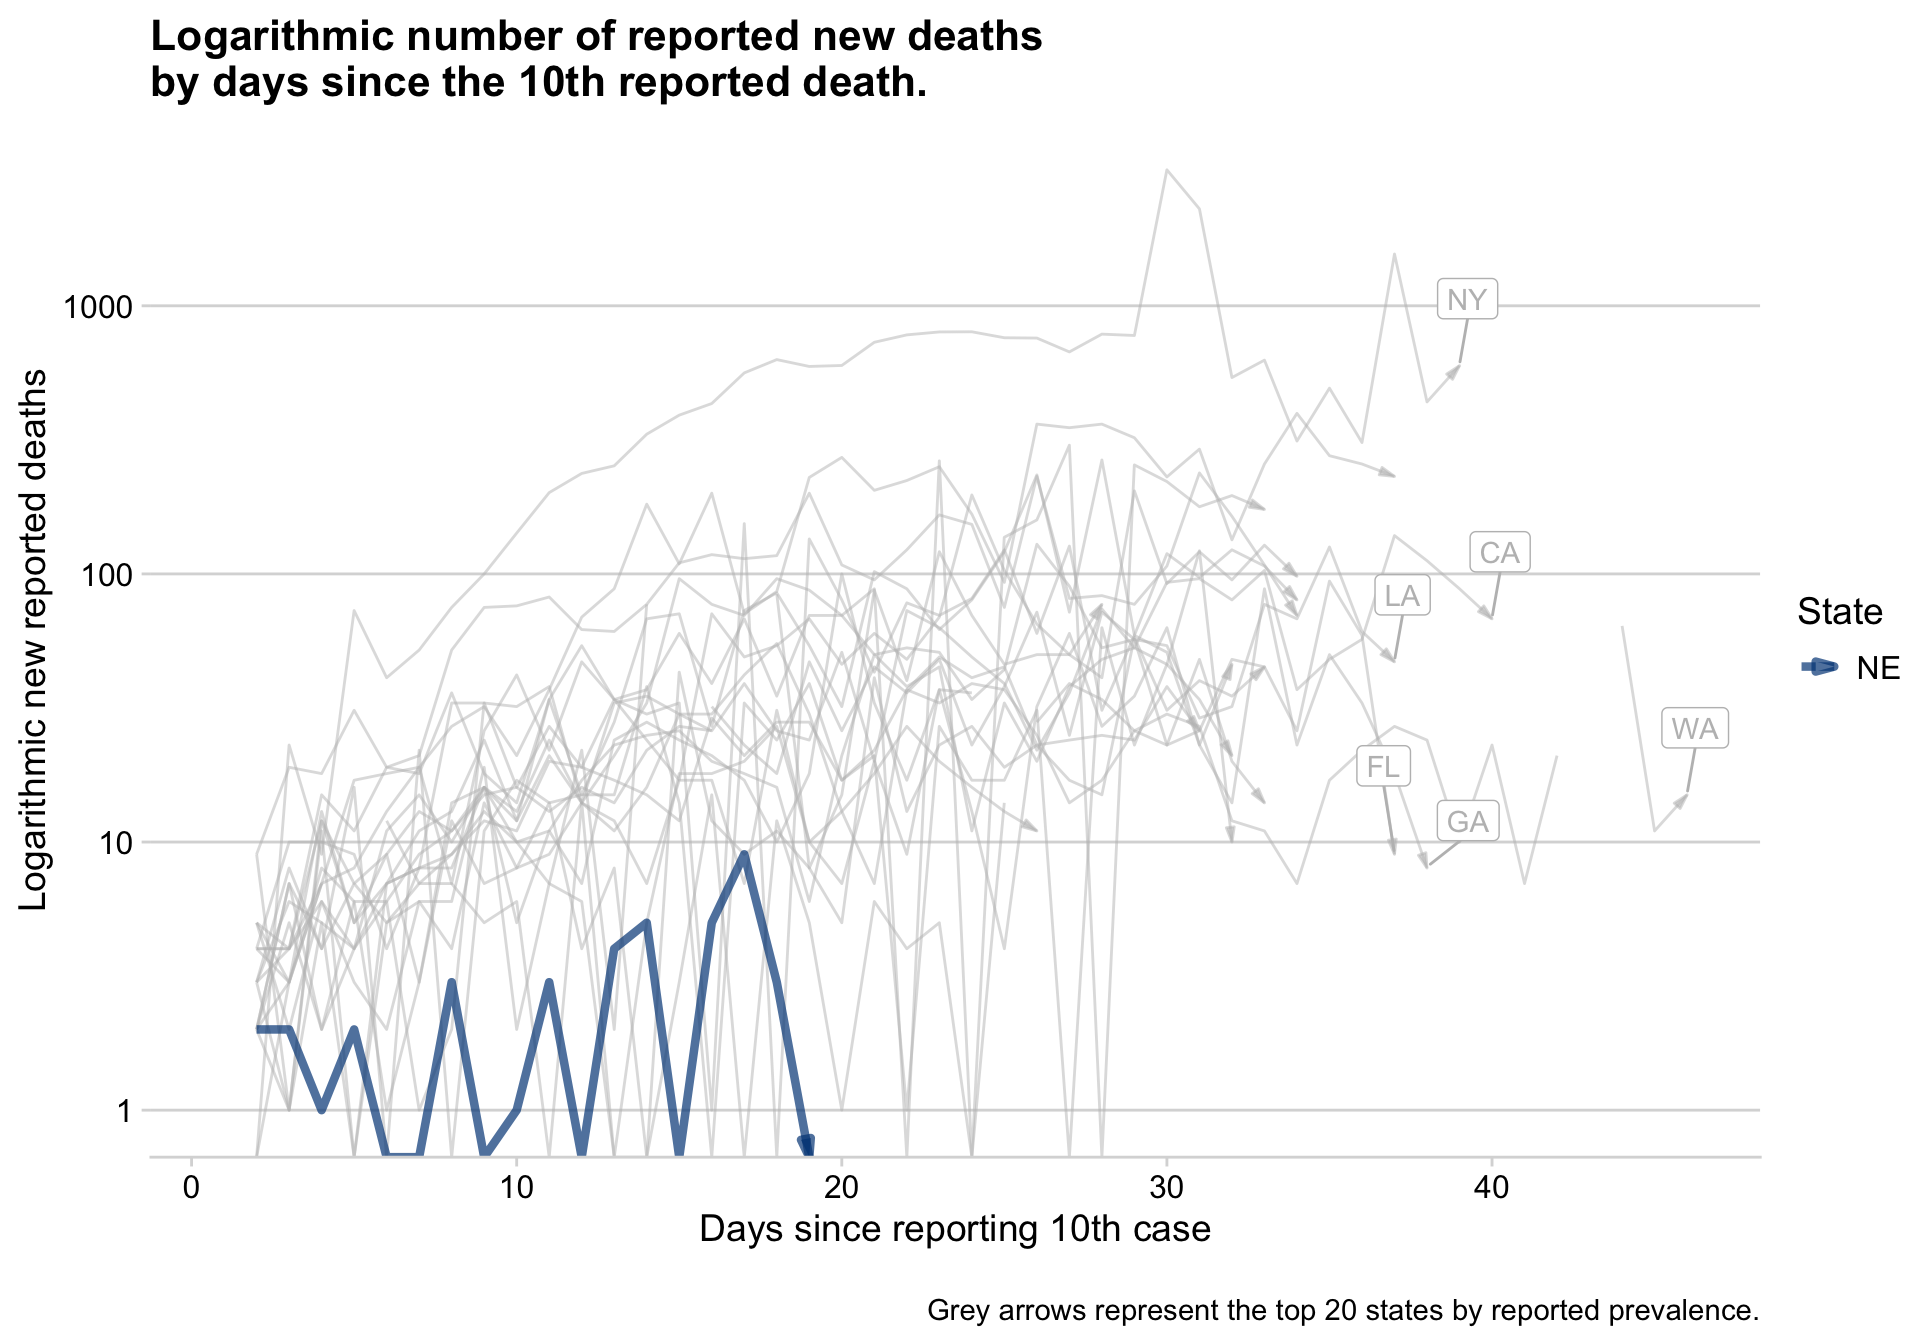 Logarithmic number of reported new deaths
by days since the 10th reported death.
Logarithmic new reported deaths
1000
100
10
1
NY
CA
LA
WA
FL
GA
State
NE
0
10
20
30
40
Days since reporting 10th case
Grey arrows represent the top 20 states by reported prevalence.